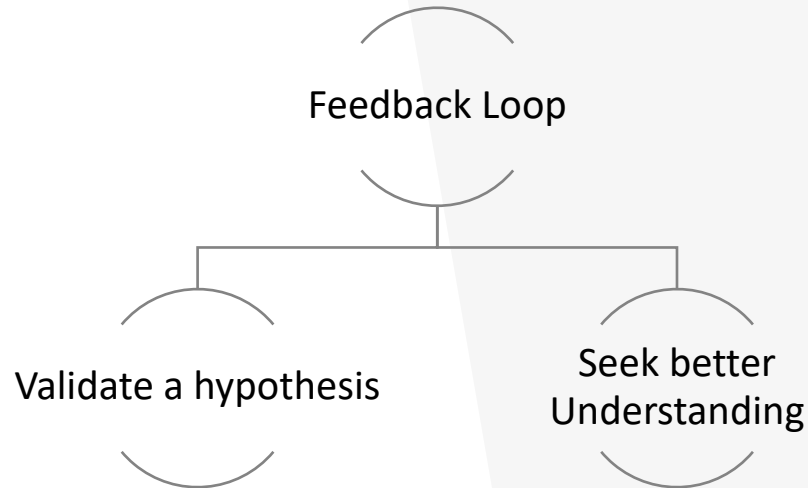 Feedback Loop
Validate a hypothesis
Seek better
Understanding